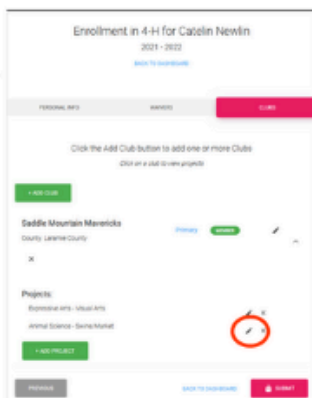 Enrollment in 4-H for Catelin Newlin
2021 - 2022
BACK TO DASHBOARD
PERSONAL INFO
WAIVERS
CLUBS
Click the Add Club button to add one or more Clubs
Click on a club to view projects
+ ADD CLUB
Saddle Mountain Mavericks
Primary
MEMBER
County: Laramie County
Projects:
Expressive Arts - Visual Arts
Animal Science - Swine Market
+ ADD PROJECT
PREVIOUS
BACK TO DASHBOARD
SUBMIT